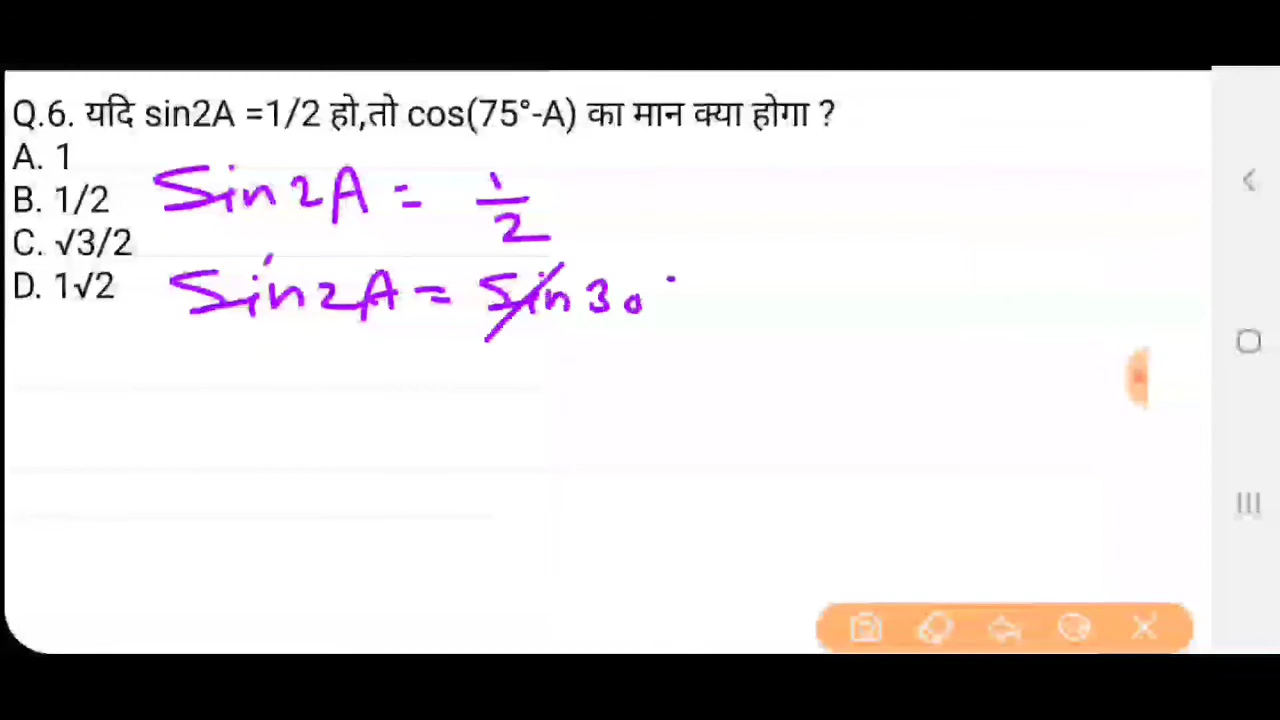 Q.6. यदि sin2A =1/2 हो,तो cos(75°-A) का मान क्या होगा ?
A. 1
B. 1/2
C. √3/2
D. 1√2
Sin2A = 1/2
Sin2A = Sin30°